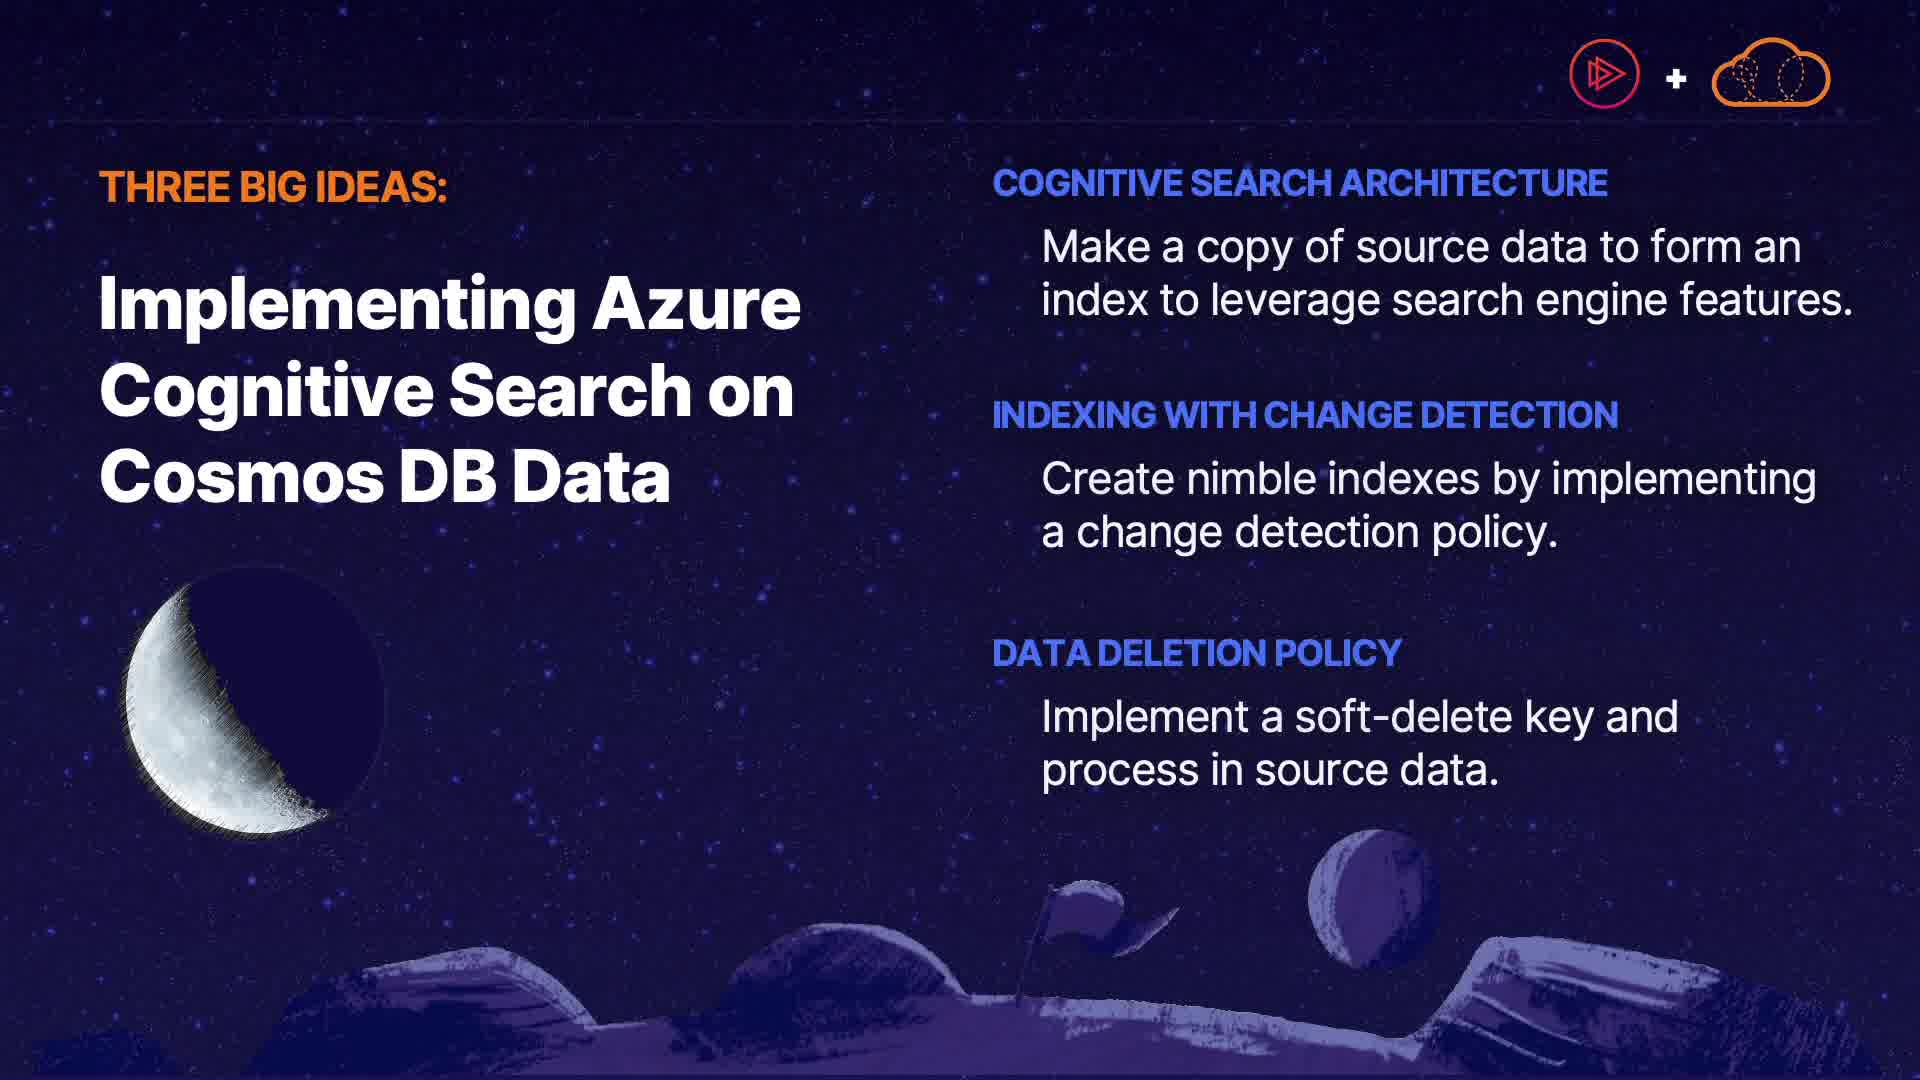 THREE BIG IDEAS:
Implementing Azure
Cognitive Search on
Cosmos DB Data
COGNITIVE SEARCH ARCHITECTURE
Make a copy of source data to form an
index to leverage search engine features.
INDEXING WITH CHANGE DETECTION
Create nimble indexes by implementing
a change detection policy.
DATA DELETION POLICY
Implement a soft-delete key and
process in source data.